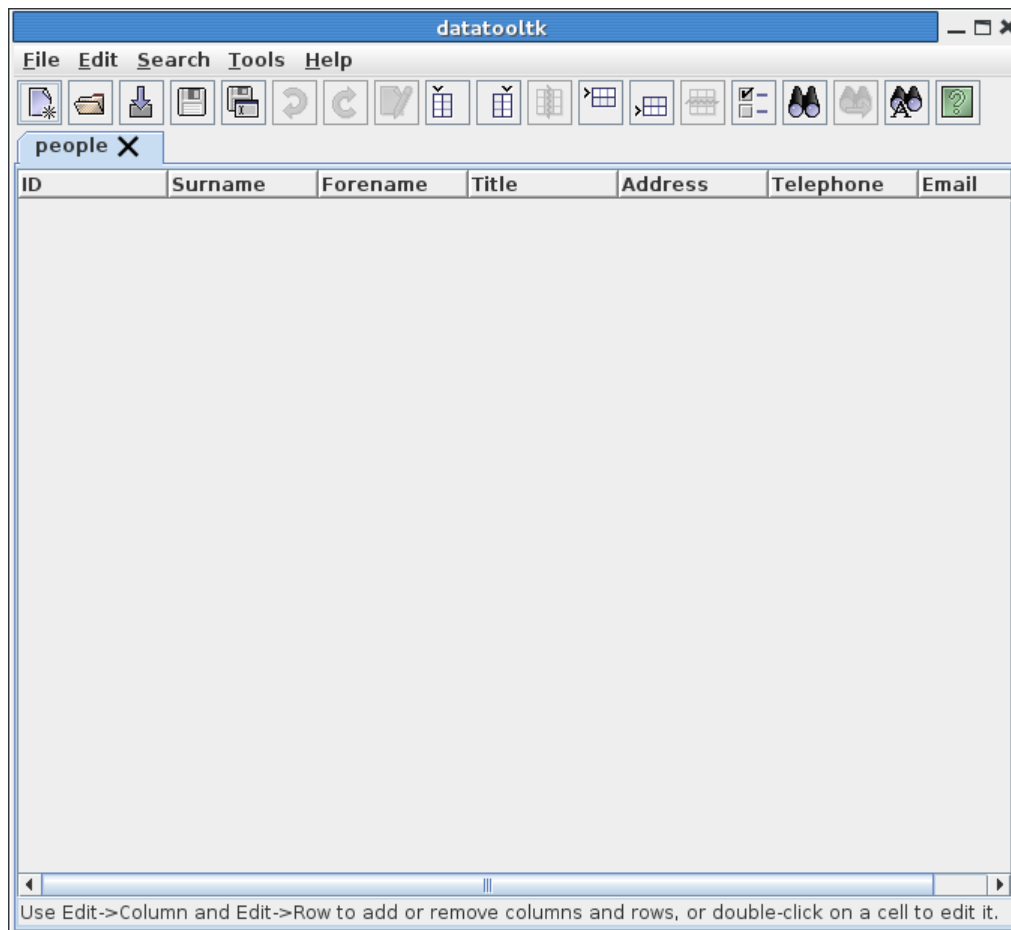 datatooltk
File Edit Search Tools Help
people
ID Surname Forename Title Address Telephone Email
Use Edit->Column and Edit->Row to add or remove columns and rows, or double-click on a cell to edit it.